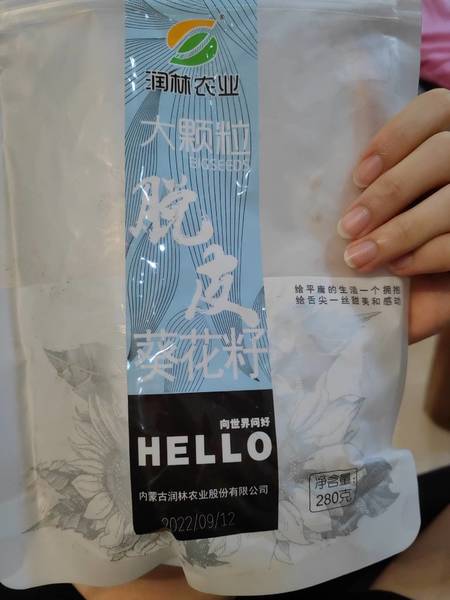 润林农业
大颗粒
BIGSEEDS
脱皮
葵花籽
给平庸的生活一个拥抱
给舌尖一丝甜美和感动
向世界问好
HELLO
内蒙古润林农业股份有限公司
2022/09/12
净含量:
280克